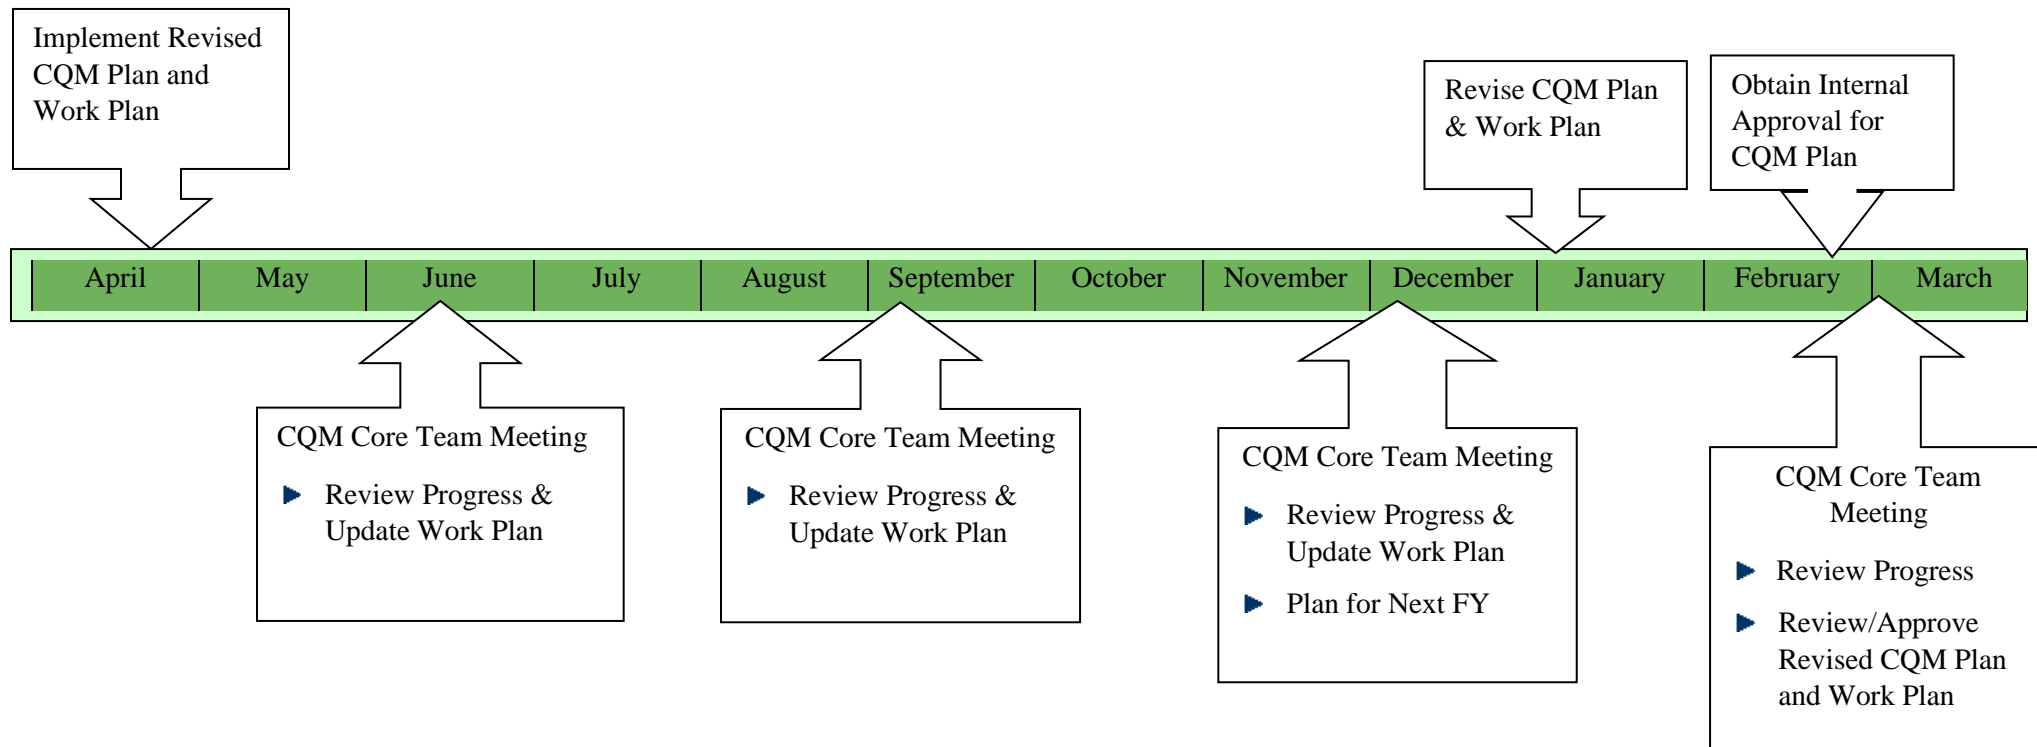 Implement Revised
CQM Plan and
Work Plan
Revise CQM Plan
& Work Plan
Obtain Internal
Approval for
CQM Plan
April
May
June
July
August
September
October
November
December
January
February
March
CQM Core Team Meeting
Review Progress &
Update Work Plan
CQM Core Team Meeting
Review Progress &
Update Work Plan
CQM Core Team Meeting
Review Progress &
Update Work Plan
Plan for Next FY
CQM Core Team
Meeting
Review Progress
Review/Approve
Revised CQM Plan
and Work Plan